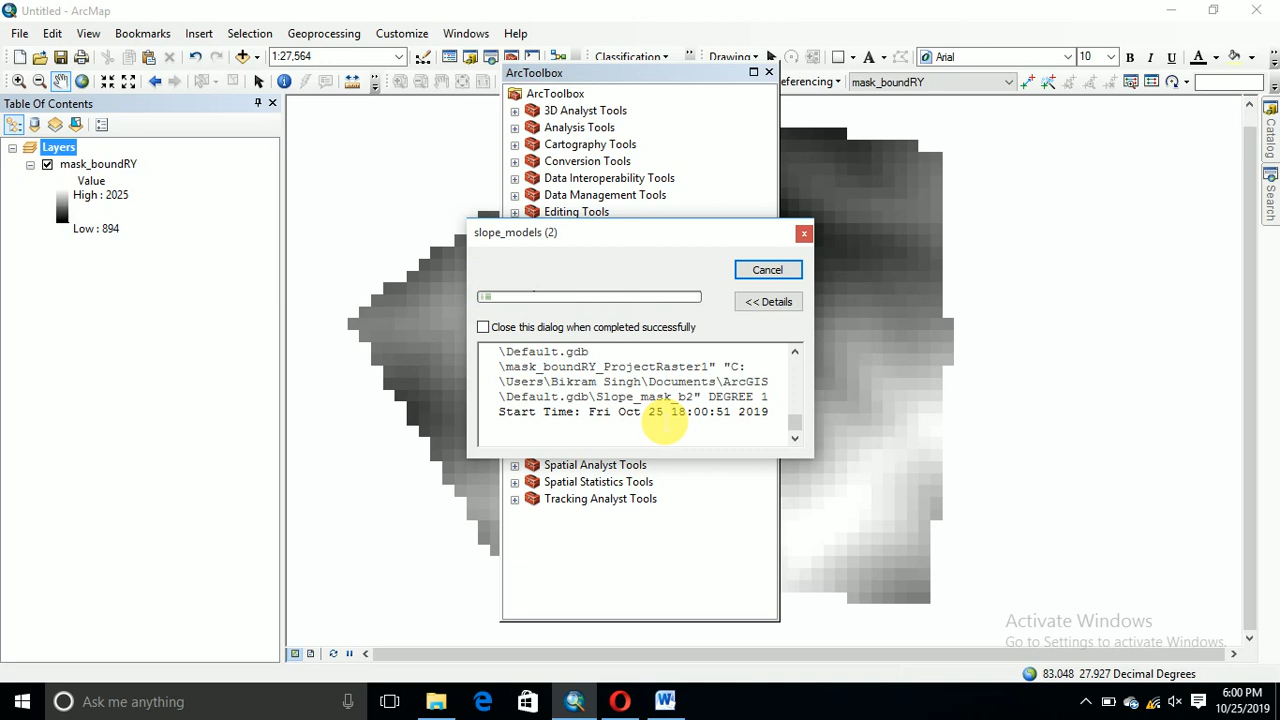 Untitled - ArcMap
File Edit View Bookmarks Insert Selection Geoprocessing Customize Windows Help
1:27,564 Classification Drawing A Arial 10 B I U A
eferencing mask_boundRY
Table Of Contents
Layers
mask_boundRY
Value
High : 2025
Low : 894
ArcToolbox
ArcToolbox
3D Analyst Tools
Analysis Tools
Cartography Tools
Conversion Tools
Data Interoperability Tools
Data Management Tools
Editing Tools
slope_models (2)
Cancel
<< Details
Close this dialog when completed successfully
\Default.gdb
\mask_boundRY_ProjectRaster1" "C:
\Users\Bikram Singh\Documents\ArcGIS
\Default.gdb\Slope_mask_b2" DEGREE 1
Start Time: Fri Oct 25 18:00:51 2019
Spatial Analyst Tools
Spatial Statistics Tools
Tracking Analyst Tools
Catalog
Search
Activate Windows
Go to Settings to activate Windows.
83.048 27.927 Decimal Degrees
Ask me anything
6:00 PM
10/25/2019